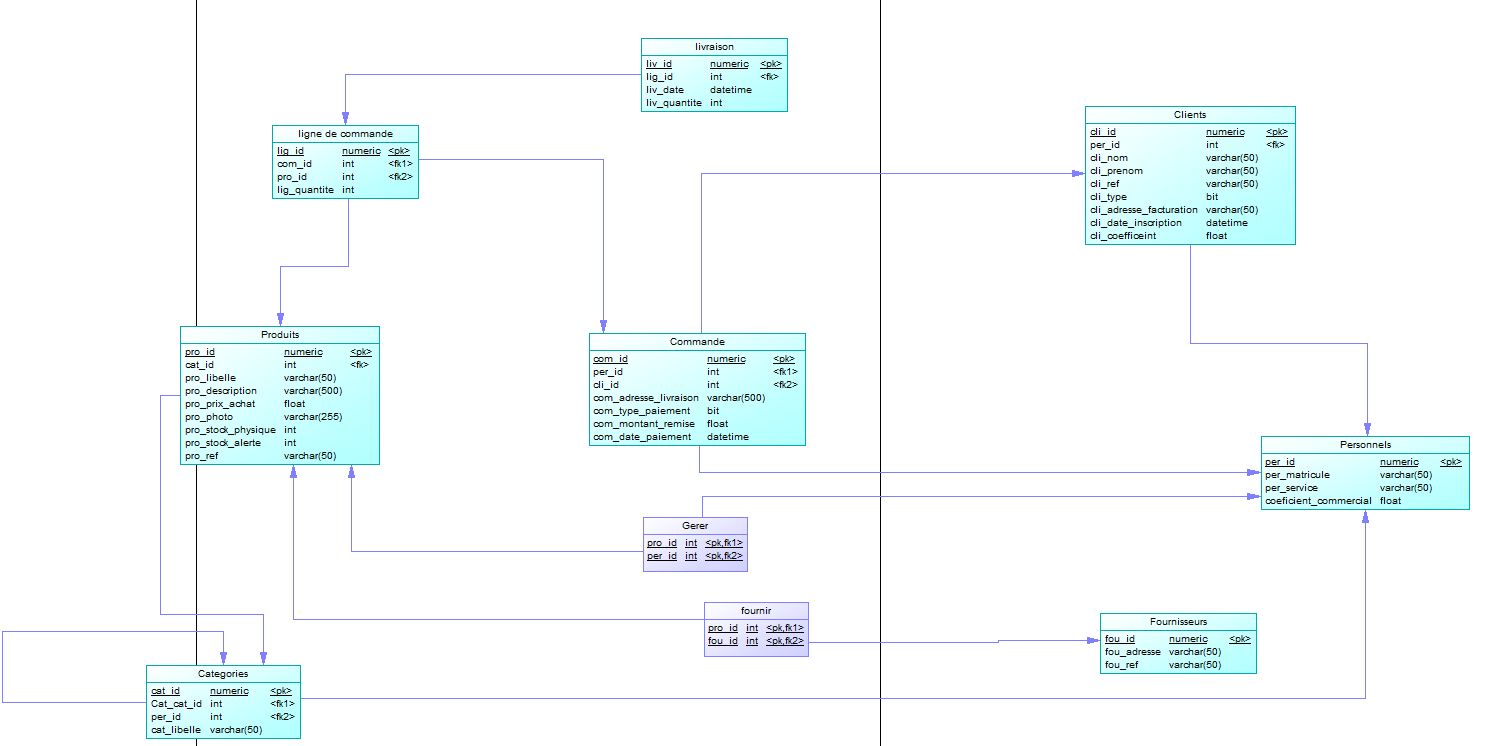 livraison
liv_id numeric <pk>
lig_id int <fk>
liv_date datetime
liv_quantite int
ligne de commande
lig_id numeric <pk>
com_id int <fk1>
pro_id int <fk2>
lig_quantite int
Clients
cli_id numeric <pk>
per_id int <fk>
cli_nom varchar(50)
cli_prenom varchar(50)
cli_ref varchar(50)
cli_type bit
cli_adresse_facturation varchar(50)
cli_date_inscription datetime
cli_coefficeint float
Produits
pro_id numeric <pk>
cat_id int <fk>
pro_libelle varchar(50)
pro_description varchar(500)
pro_prix_achat float
pro_photo varchar(255)
pro_stock_physique int
pro_stock_alerte int
pro_ref varchar(50)
Commande
com_id numeric <pk>
per_id int <fk1>
cli_id int <fk2>
com_adresse_livraison varchar(500)
com_type_paiement bit
com_montant_remise float
com_date_paiement datetime
Personnels
per_id numeric <pk>
per_matricule varchar(50)
per_service varchar(50)
coeficient_commercial float
Gerer
pro_id int <pk,fk1>
per_id int <pk,fk2>
fournir
pro_id int <pk,fk1>
fou_id int <pk,fk2>
Fournisseurs
fou_id numeric <pk>
fou_adresse varchar(50)
fou_ref varchar(50)
Categories
cat_id numeric <pk>
Cat_cat_id int <fk1>
per_id int <fk2>
cat_libelle varchar(50)